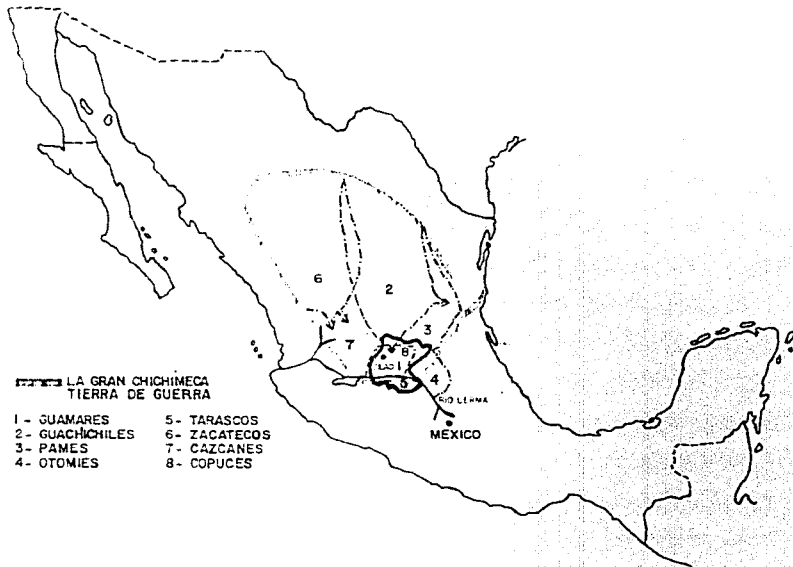 6
2
3
7
8
1
5
4
RIO LERMA
MEXICO
LA GRAN CHICHIMECA
TIERRA DE GUERRA
1 - GUAMARES
2 - GUACHICHILES
3 - PAMES
4 - OTOMIES
5 - TARASCOS
6 - ZACATECOS
7 - CAZCANES
8 - COPUCES